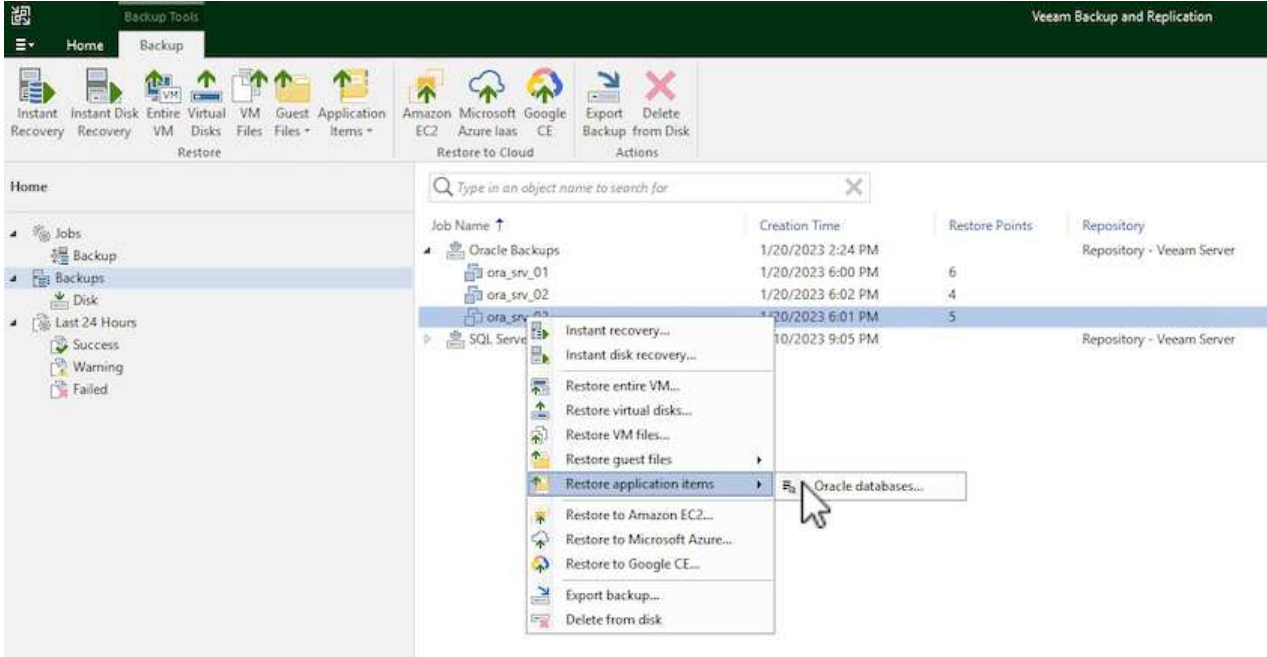 Backup Tools
Veeam Backup and Replication
Home Backup
Instant Recovery
Instant Disk Recovery
Entire VM
Virtual Disks
VM Files
Guest Files
Application Items
Restore
Amazon EC2
Microsoft Azure Iaas
Google CE
Restore to Cloud
Export Backup
Delete from Disk
Actions
Home
Type in an object name to search for
Jobs
Backup
Backups
Disk
Last 24 Hours
Success
Warning
Failed
Job Name Creation Time Restore Points Repository
Oracle Backups 1/20/2023 2:24 PM Repository - Veeam Server
ora_srv_01 1/20/2023 6:00 PM 6
ora_srv_02 1/20/2023 6:02 PM 4
1/20/2023 6:01 PM 5
SQL 10/2023 9:05 PM Repository - Veeam Server
Instant recovery...
Instant disk recovery...
Restore entire VM...
Restore virtual disks...
Restore VM files...
Restore guest files
Restore application items
Oracle databases...
Restore to Amazon EC2...
Restore to Microsoft Azure...
Restore to Google CE...
Export backup...
Delete from disk